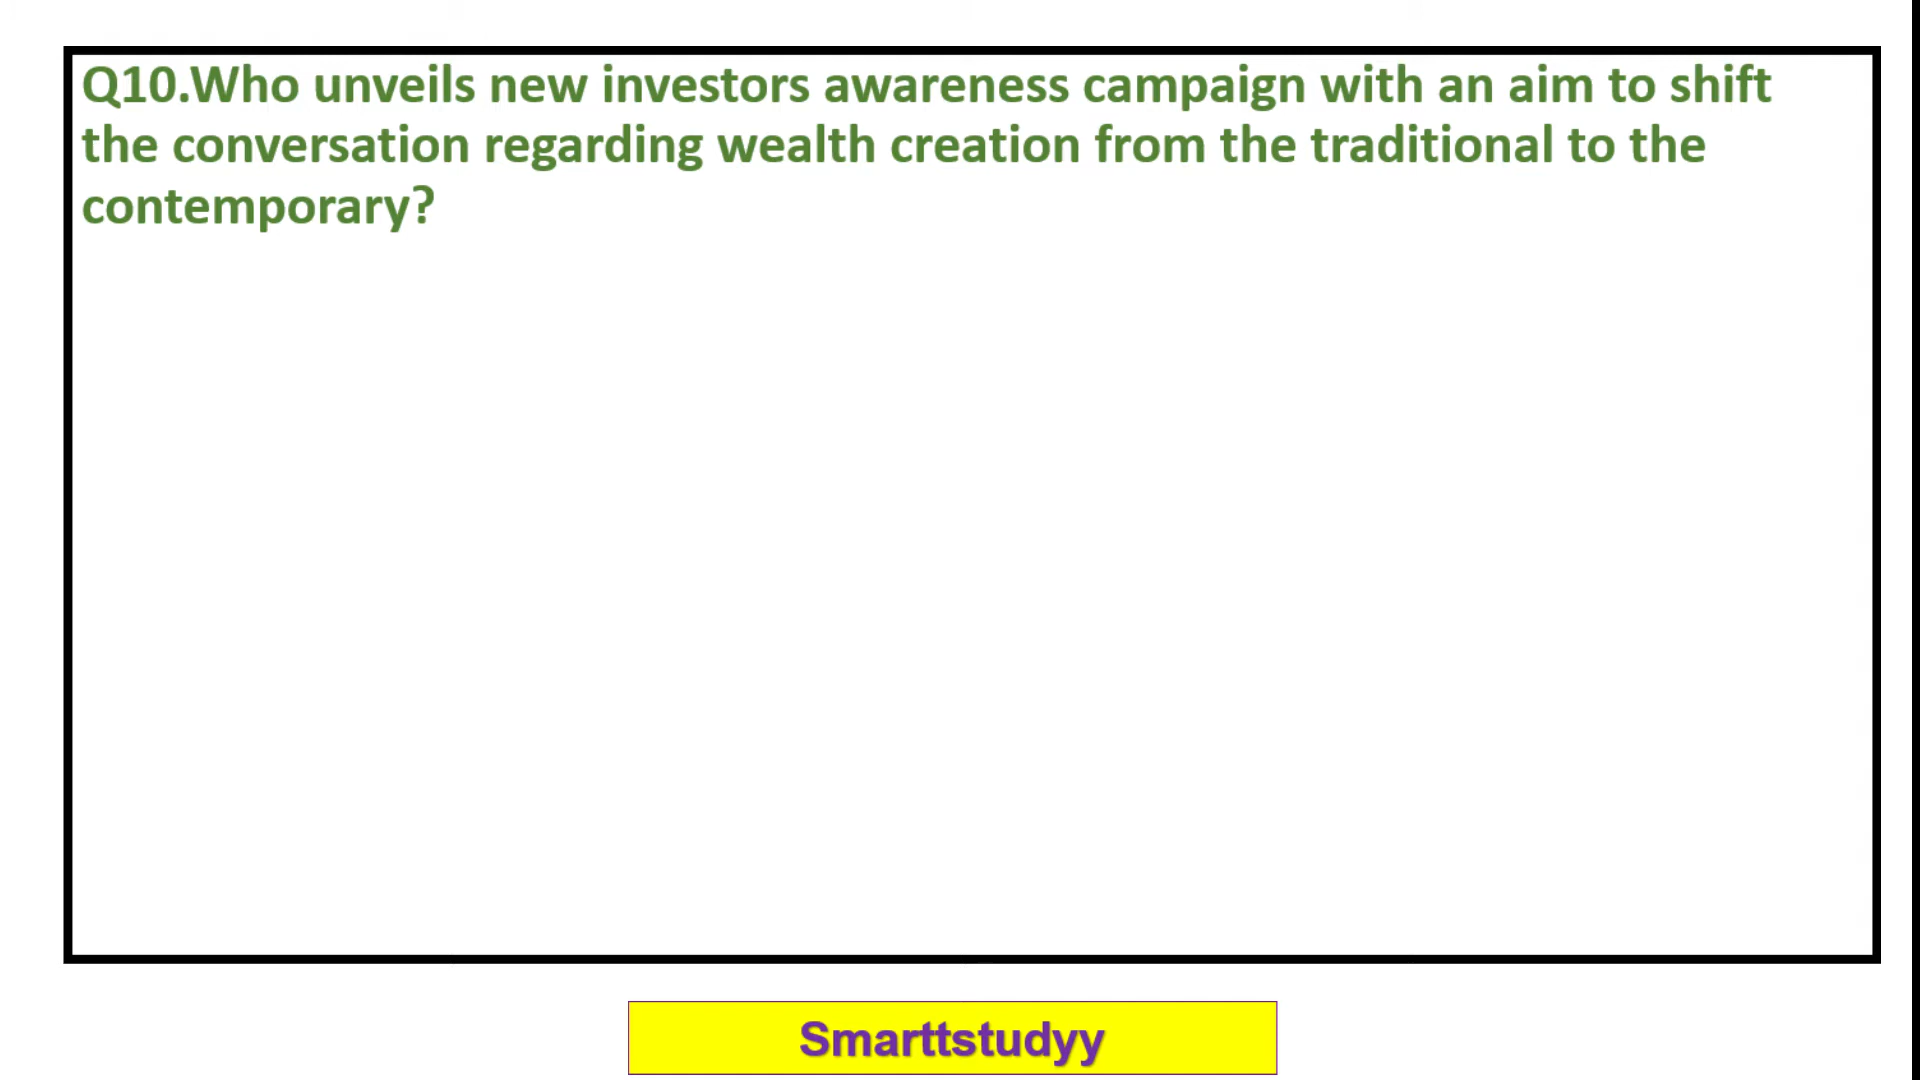 Q10.Who unveils new investors awareness campaign with an aim to shift
the conversation regarding wealth creation from the traditional to the
contemporary?
Smarttstudyy